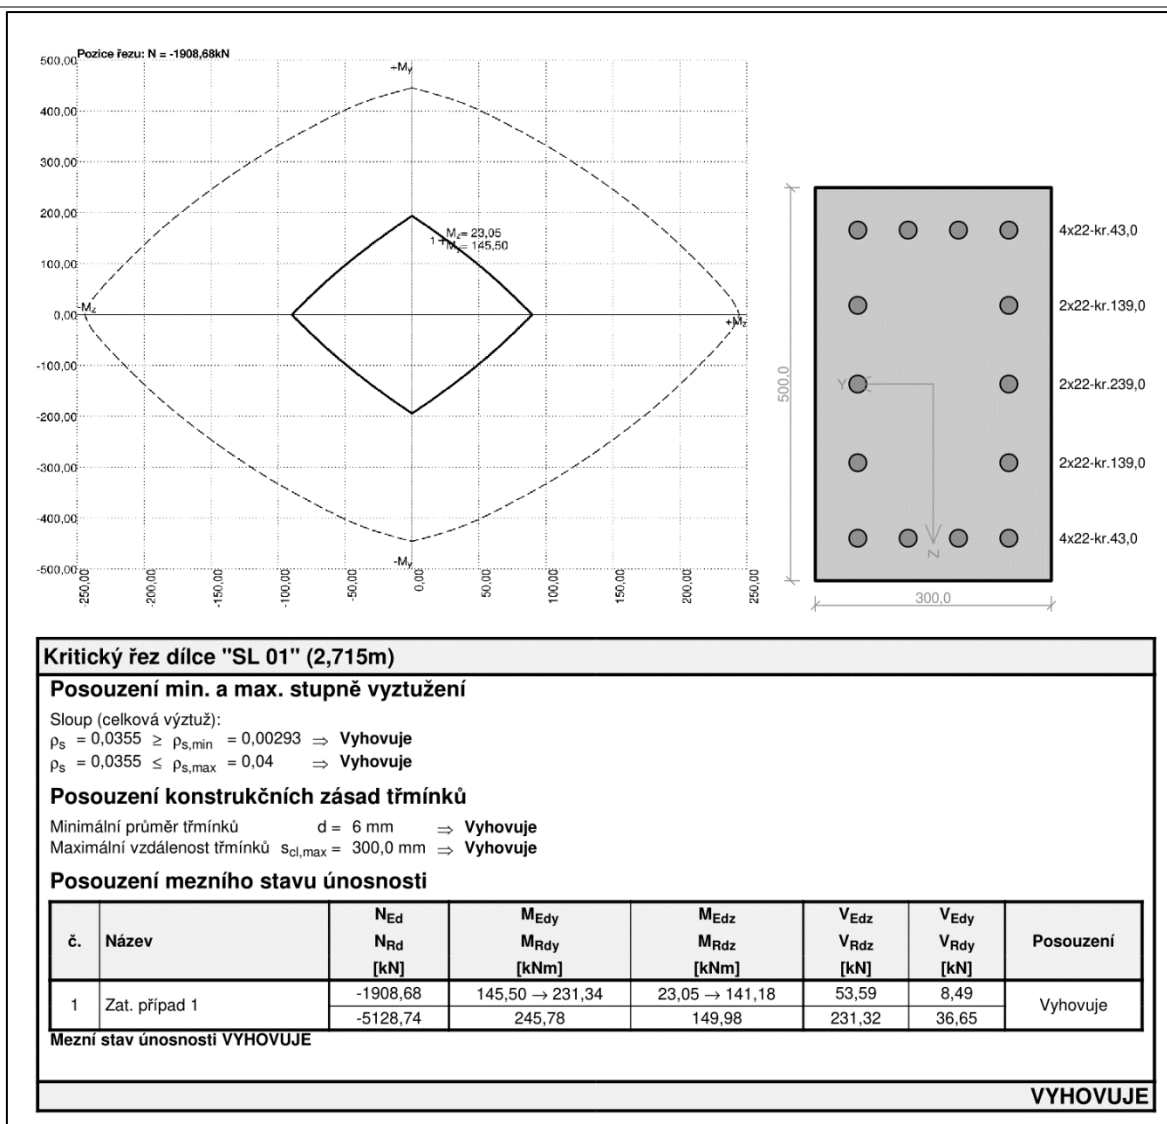 Pozice řezu: N = -1908,68kN
500,00
400,00
300,00
200,00
100,00
0,00
-100,00
-200,00
-300,00
-400,00
-500,00
+My
-Mz
+Mz
-My
1 Mz= 23,05
My= 145,50
-250,00 -200,00 -150,00 -100,00 -50,00 0,00 50,00 100,00 150,00 200,00 250,00
4x22-kr.43,0
2x22-kr.139,0
2x22-kr.239,0
2x22-kr.139,0
4x22-kr.43,0
500,0
Y
Z
300,0
Kritický řez dílce "SL 01" (2,715m)
Posouzení min. a max. stupně vyztužení
Sloup (celková výztuž):
ρs = 0,0355 ≥ ρs,min = 0,00293 ⇒ Vyhovuje
ρs = 0,0355 ≤ ρs,max = 0,04 ⇒ Vyhovuje
Posouzení konstrukčních zásad třmínků
Minimální průměr třmínků d = 6 mm ⇒ Vyhovuje
Maximální vzdálenost třmínků scl,max = 300,0 mm ⇒ Vyhovuje
Posouzení mezního stavu únosnosti
NEd MEdy MEdz VEdz VEdy
č. Název NRd MRdy MRdz VRdz VRdy Posouzení
[kN] [kNm] [kNm] [kN] [kN]
1 Zat. případ 1 -1908,68 145,50 → 231,34 23,05 → 141,18 53,59 8,49 Vyhovuje
-5128,74 245,78 149,98 231,32 36,65
Mezní stav únosnosti VYHOVUJE
VYHOVUJE